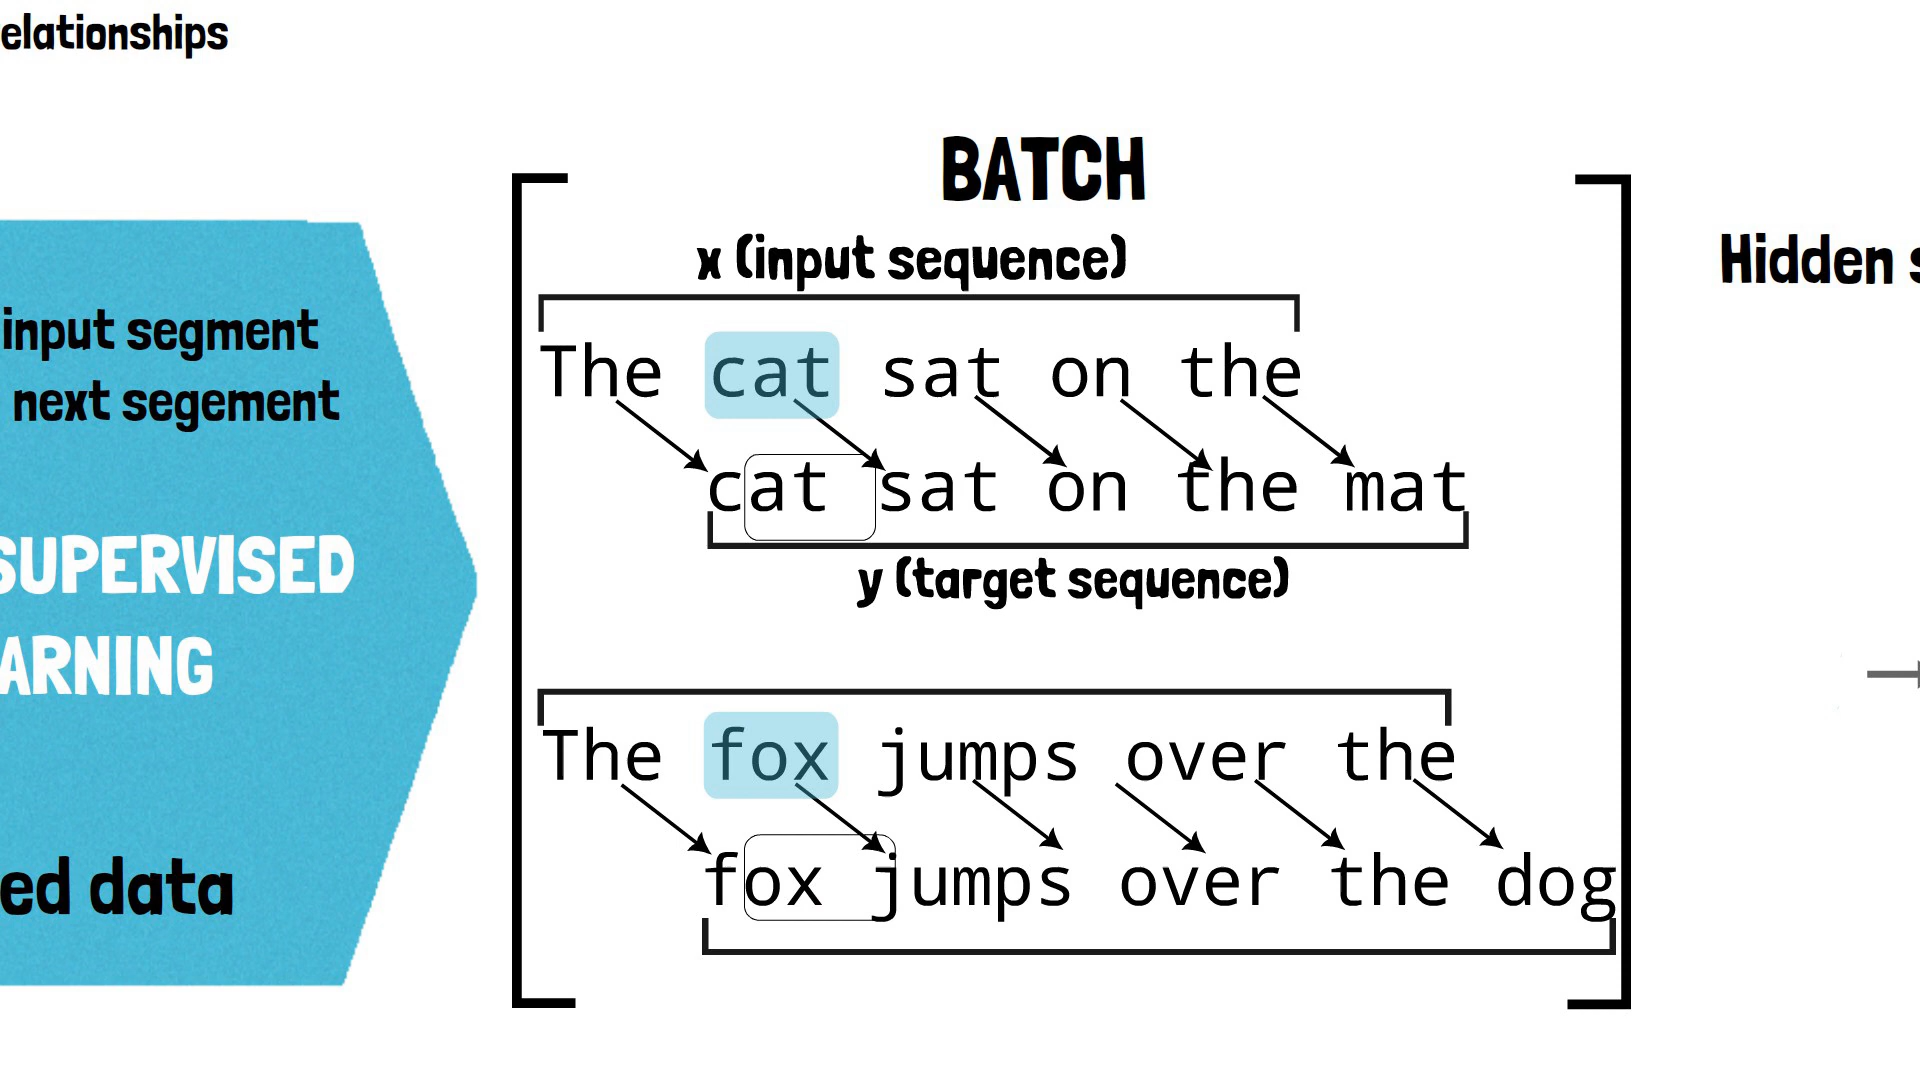 elationships
input segment
next segement
SUPERVISED
ARNING
ed data
BATCH
x (input sequence)
The cat sat on the
cat sat on the mat
y (target sequence)
The fox jumps over the
fox jumps over the dog
Hidden s